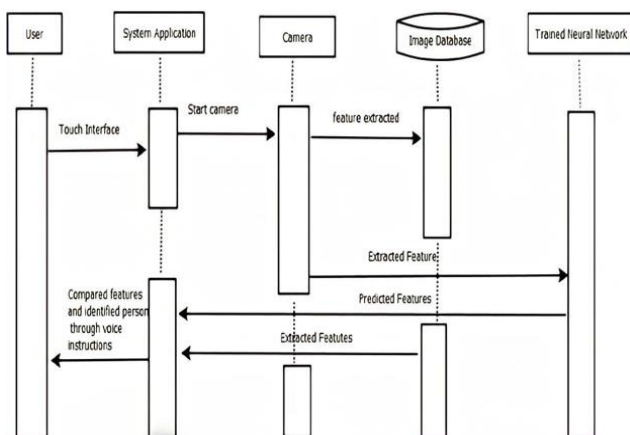 User
System Application
Camera
Image Database
Trained Neural Network
Start camera
Touch Interface
feature extracted
Extracted Feature
Predicted Features
Compared features
and identified person
through voice
instructions
Extracted Featutes